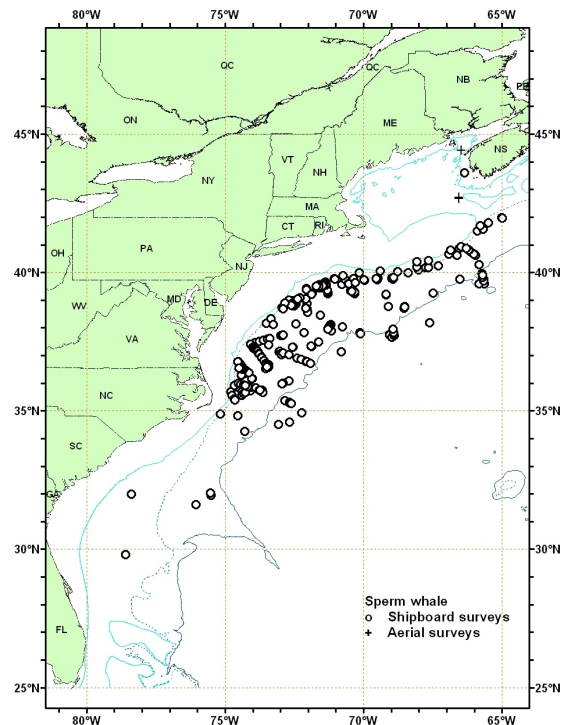 80°W 75°W 70°W 65°W
QC QC
NB
PE
ON
ME
45°N 45°N
NS
VT
NH
NY
MA
CT RI
PA
NJ
OH
40°N 40°N
MD DE
WV
VA
NC
35°N 35°N
SC
GA
30°N 30°N
Sperm whale
Shipboard surveys
Aerial surveys
FL
25°N 25°N
80°W 75°W 70°W 65°W